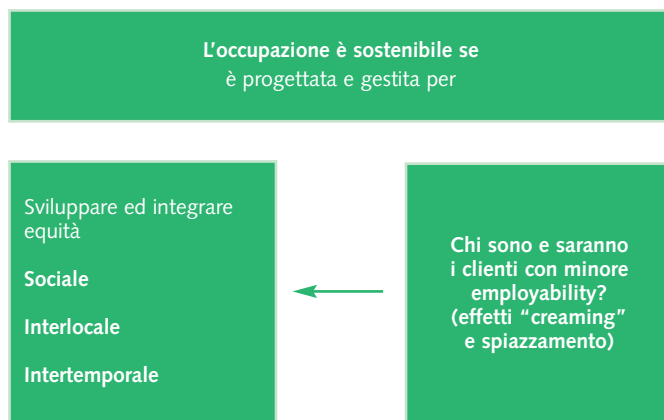 L'occupazione è sostenibile se
è progettata e gestita per
Sviluppare ed integrare
equità
Sociale
Interlocale
Intertemporale
Chi sono e saranno
i clienti con minore
employability?
(effetti “creaming”
e spiazzamento)